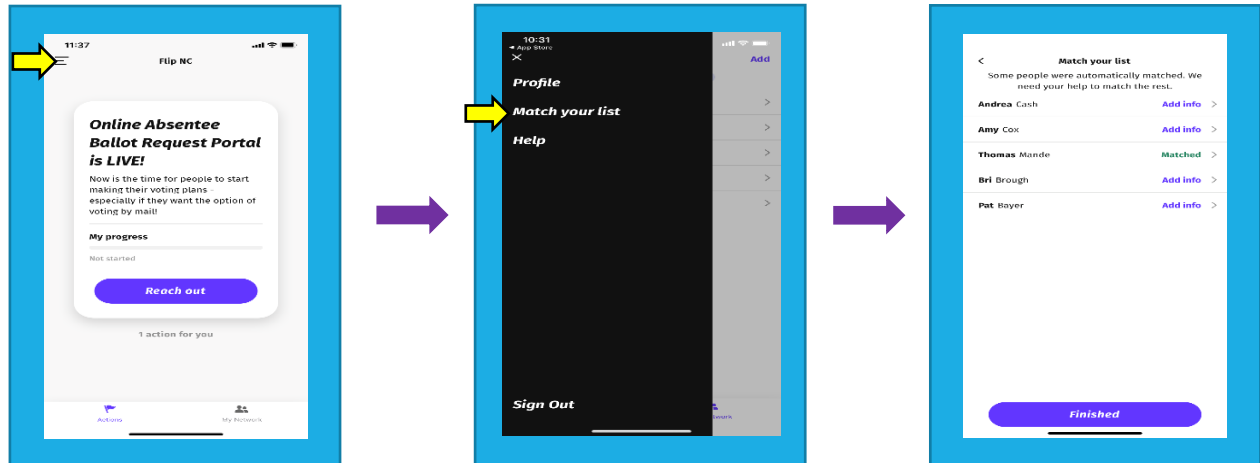 11:37
Flip NC
Online Absentee
Ballot Request Portal
is LIVE!
Now is the time for people to start
making their voting plans -
especially if they want the option of
voting by mail!
My progress
Not started
Reach out
1 action for you
Actions
My Network
10:31
App Store
Add
Profile
Match your list
Help
Sign Out
Match your list
Some people were automatically matched. We
need your help to match the rest.
Andrea Cash Add info
Amy Cox Add info
Thomas Mande Matched
Bri Brough Add info
Pat Bayer Add info
Finished